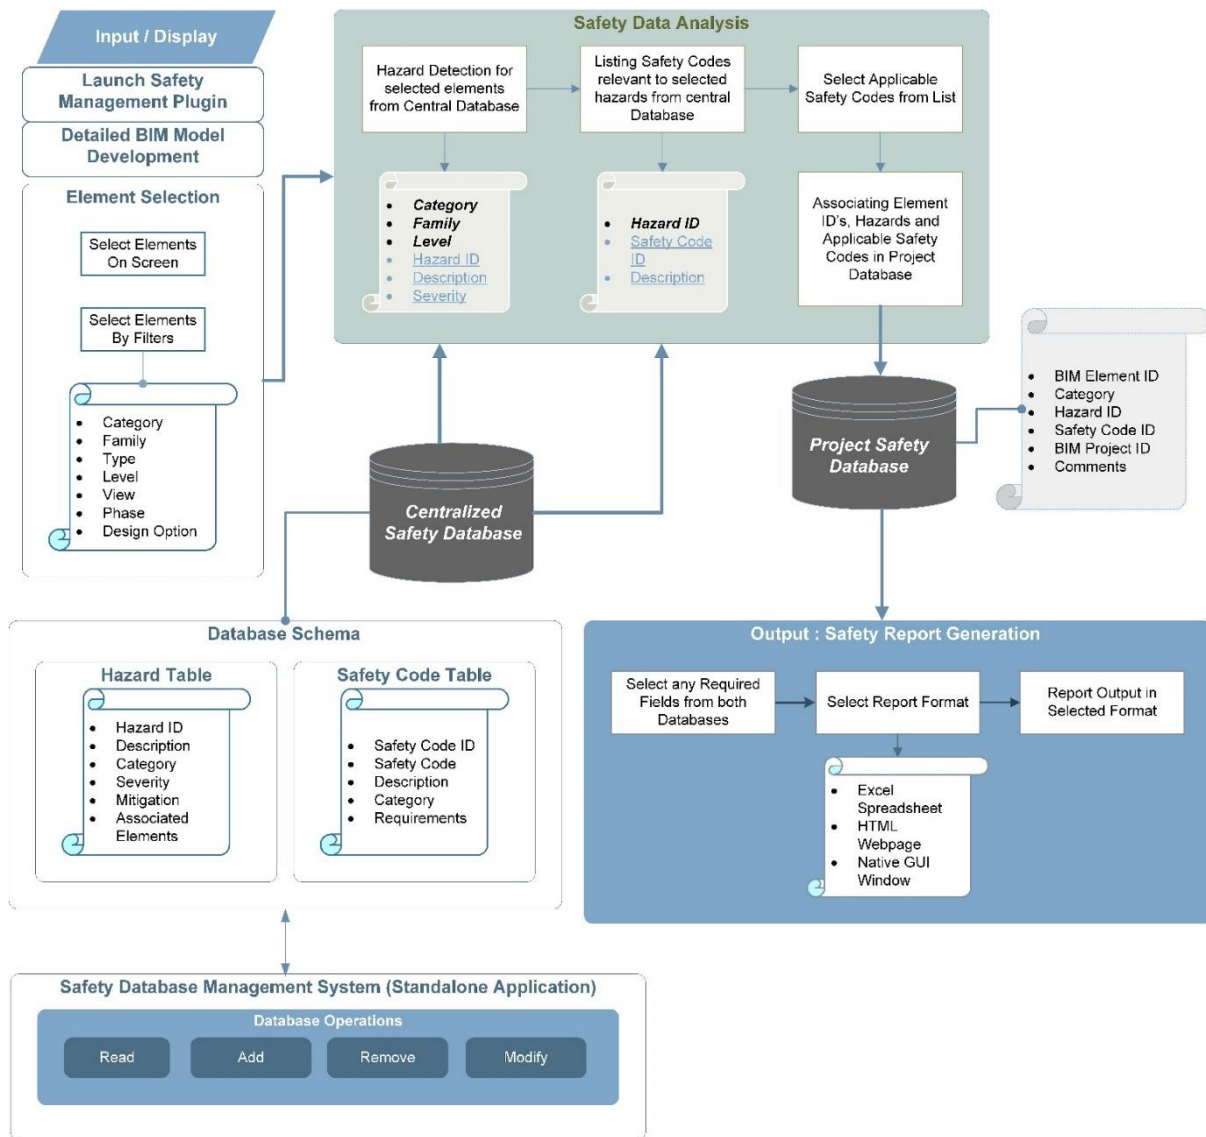 Input / Display
Launch Safety
Management Plugin
Detailed BIM Model
Development
Element Selection
Select Elements
On Screen
Select Elements
By Filters
• Category
• Family
• Type
• Level
• View
• Phase
• Design Option
Safety Data Analysis
Hazard Detection for
selected elements
from Central Database
Listing Safety Codes
relevant to selected
hazards from central
Database
Select Applicable
Safety Codes from List
• Category
• Family
• Level
• Hazard ID
• Description
• Severity
• Hazard ID
• Safety Code
ID
• Description
Associating Element
ID's, Hazards and
Applicable Safety
Codes in Project
Database
Centralized
Safety Database
Project Safety
Database
• BIM Element ID
• Category
• Hazard ID
• Safety Code ID
• BIM Project ID
• Comments
Database Schema
Hazard Table
• Hazard ID
• Description
• Category
• Severity
• Mitigation
• Associated
Elements
Safety Code Table
• Safety Code ID
• Safety Code
• Description
• Category
• Requirements
Output : Safety Report Generation
Select any Required
Fields from both
Databases
Select Report Format
Report Output in
Selected Format
• Excel
Spreadsheet
• HTML
Webpage
• Native GUI
Window
Safety Database Management System (Standalone Application)
Database Operations
Read
Add
Remove
Modify